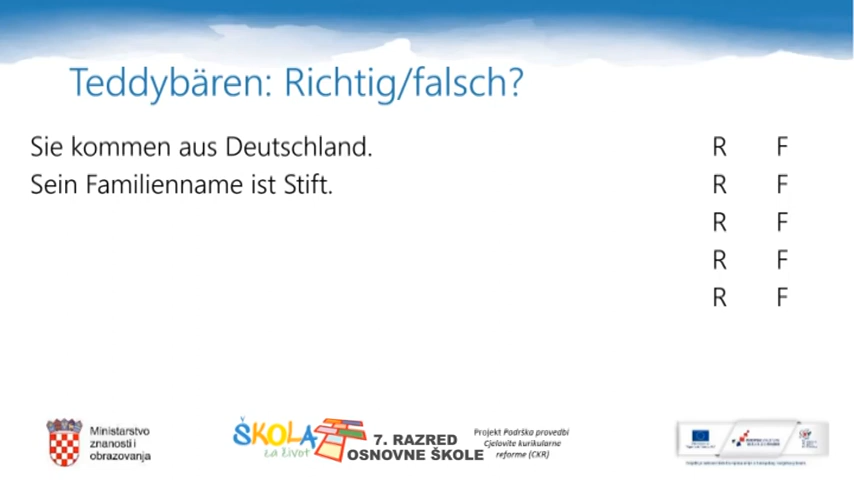 Teddybären: Richtig/falsch?
Sie kommen aus Deutschland. R F
Sein Familienname ist Stift. R F
R F
R F
R F
Ministarstvo
znanosti i
obrazovanja
ŠKOLA
za život
7. RAZRED
OSNOVNE ŠKOLE
Projekt Podrška provedbi
Cjelovite kurikularne
reforme (CKR)